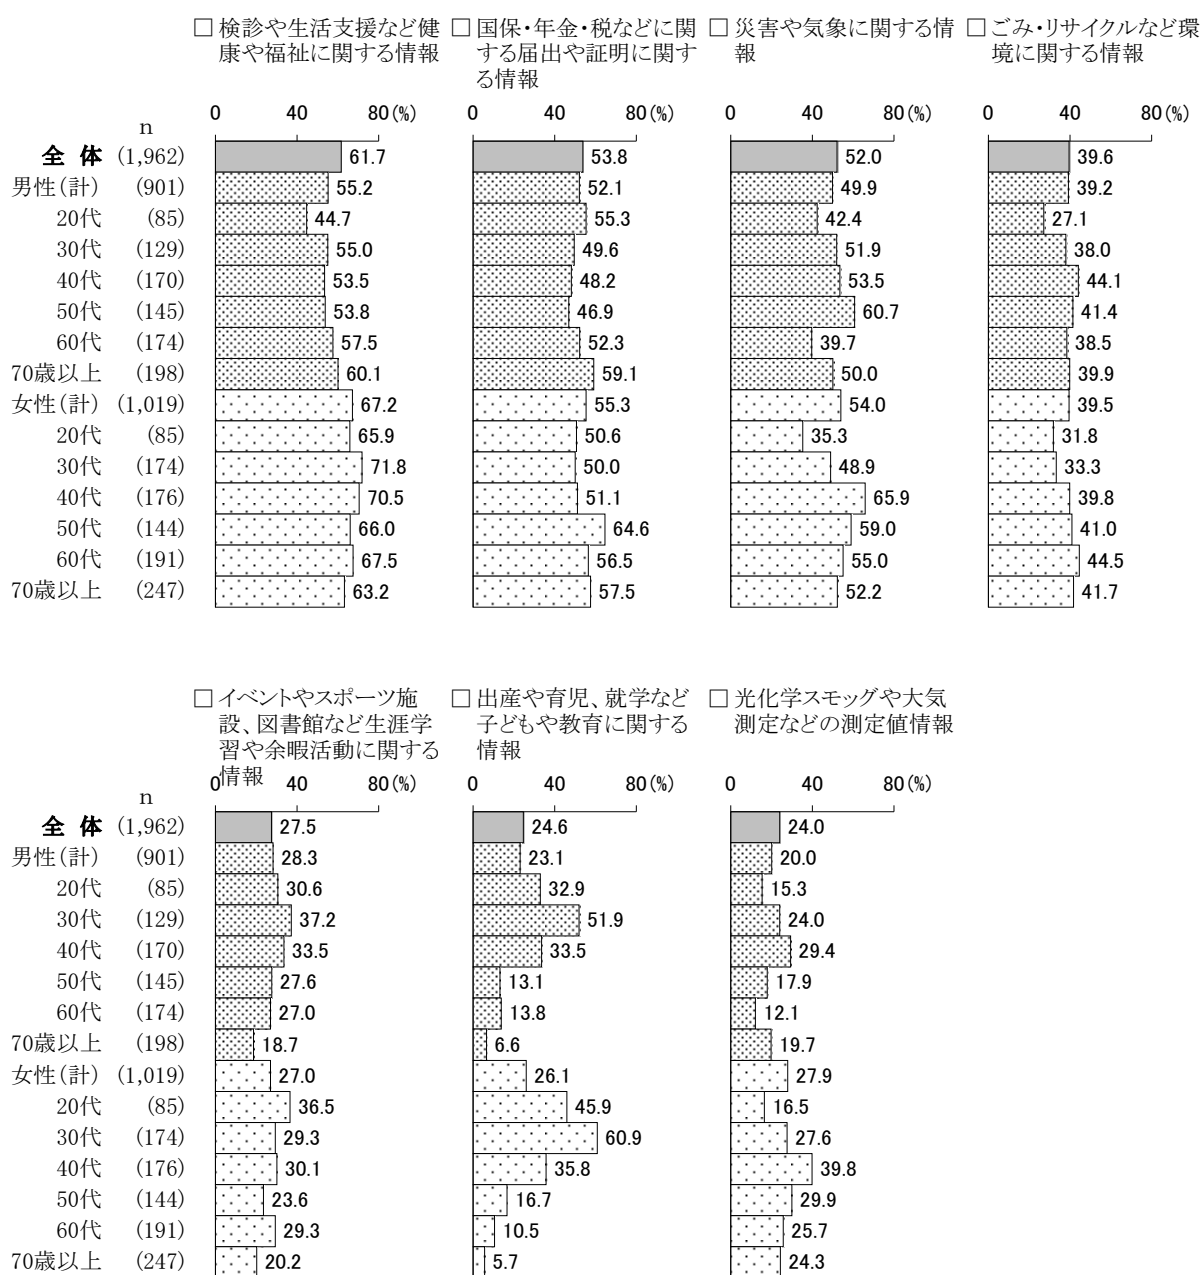 □ 検診や生活支援など健 □ 国保・年金・税などに関 □ 災害や気象に関する情 □ ごみ・リサイクルなど環
康や福祉に関する情報 する届出や証明に関す 報 境に関する情報
る情報
0 40 80(%) 0 40 80(%) 0 40 80(%) 0 40 80(%)
n
全 体 (1,962) 61.7 53.8 52.0 39.6
男性(計) (901) 55.2 52.1 49.9 39.2
20代 (85) 44.7 55.3 42.4 27.1
30代 (129) 55.0 49.6 51.9 38.0
40代 (170) 53.5 48.2 53.5 44.1
50代 (145) 53.8 46.9 60.7 41.4
60代 (174) 57.5 52.3 39.7 38.5
70歳以上 (198) 60.1 59.1 50.0 39.9
女性(計) (1,019) 67.2 55.3 54.0 39.5
20代 (85) 65.9 50.6 35.3 31.8
30代 (174) 71.8 50.0 48.9 33.3
40代 (176) 70.5 51.1 65.9 39.8
50代 (144) 66.0 64.6 59.0 41.0
60代 (191) 67.5 56.5 55.0 44.5
70歳以上 (247) 63.2 57.5 52.2 41.7
□ イベントやスポーツ施 □ 出産や育児、就学など □ 光化学スモッグや大気
設、図書館など生涯学 子どもや教育に関する 測定などの測定値情報
習や余暇活動に関する 情報
情報
0 40 80(%) 0 40 80(%) 0 40 80(%)
n
全 体 (1,962) 27.5 24.6 24.0
男性(計) (901) 28.3 23.1 20.0
20代 (85) 30.6 32.9 15.3
30代 (129) 37.2 51.9 24.0
40代 (170) 33.5 33.5 29.4
50代 (145) 27.6 13.1 17.9
60代 (174) 27.0 13.8 12.1
70歳以上 (198) 18.7 6.6 19.7
女性(計) (1,019) 27.0 26.1 27.9
20代 (85) 36.5 45.9 16.5
30代 (174) 29.3 60.9 27.6
40代 (176) 30.1 35.8 39.8
50代 (144) 23.6 16.7 29.9
60代 (191) 29.3 10.5 25.7
70歳以上 (247) 20.2 5.7 24.3